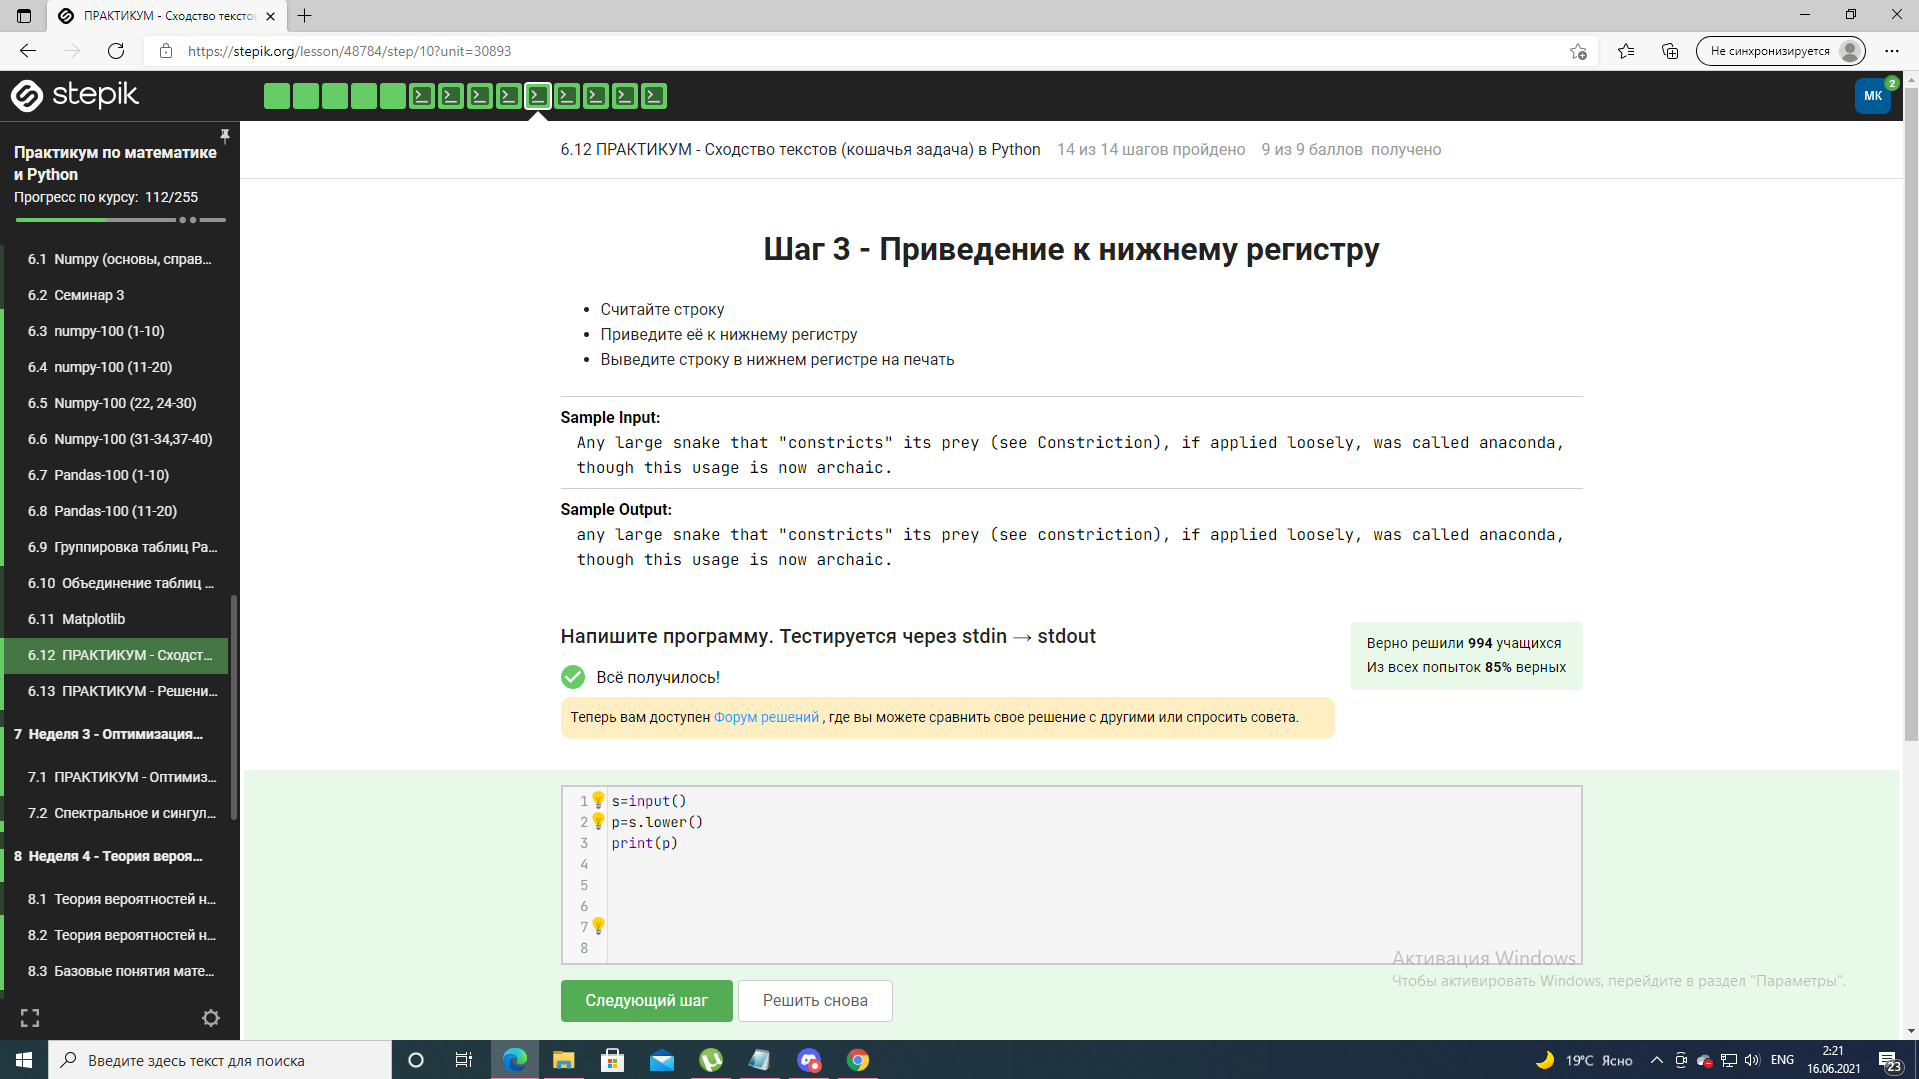 ПРАКТИКУМ - Сходство тексто
https://stepik.org/lesson/48784/step/10?unit=30893
Не синхронизируется
stepik
МК
2
Практикум по математике
и Python
Прогресс по курсу: 112/255
6.1 Numpy (основы, справ...
6.2 Семинар 3
6.3 numpy-100 (1-10)
6.4 numpy-100 (11-20)
6.5 Numpy-100 (22, 24-30)
6.6 Numpy-100 (31-34,37-40)
6.7 Pandas-100 (1-10)
6.8 Pandas-100 (11-20)
6.9 Группировка таблиц Pa...
6.10 Объединение таблиц ...
6.11 Matplotlib
6.12 ПРАКТИКУМ - Сходст...
6.13 ПРАКТИКУМ - Решени...
7 Неделя 3 - Оптимизация...
7.1 ПРАКТИКУМ - Оптимиз...
7.2 Спектральное и сингул...
8 Неделя 4 - Теория вероя...
8.1 Теория вероятностей н...
8.2 Теория вероятностей н...
8.3 Базовые понятия мате...
6.12 ПРАКТИКУМ - Сходство текстов (кошачья задача) в Python 14 из 14 шагов пройдено 9 из 9 баллов получено
Шаг 3 - Приведение к нижнему регистру
• Считайте строку
• Приведите её к нижнему регистру
• Выведите строку в нижнем регистре на печать
Sample Input:
Any large snake that "constricts" its prey (see Constriction), if applied loosely, was called anaconda,
though this usage is now archaic.
Sample Output:
any large snake that "constricts" its prey (see constriction), if applied loosely, was called anaconda,
though this usage is now archaic.
Напишите программу. Тестируется через stdin → stdout
Верно решили 994 учащихся
Из всех попыток 85% верных
Всё получилось!
Теперь вам доступен Форум решений , где вы можете сравнить свое решение с другими или спросить совета.
1 s=input()
2 p=s.lower()
3 print(p)
4
5
6
7
8
Активация Windows
Чтобы активировать Windows, перейдите в раздел "Параметры".
Следующий шаг
Решить снова
Введите здесь текст для поиска
19°C Ясно
ENG
2:21
16.06.2021
23